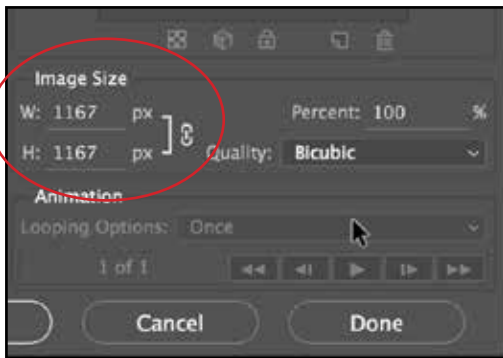 Image Size
W: 1167 px Percent: 100 %
H: 1167 px Quality: Bicubic
Animation
Looping Options: Once
1 of 1
Cancel Done